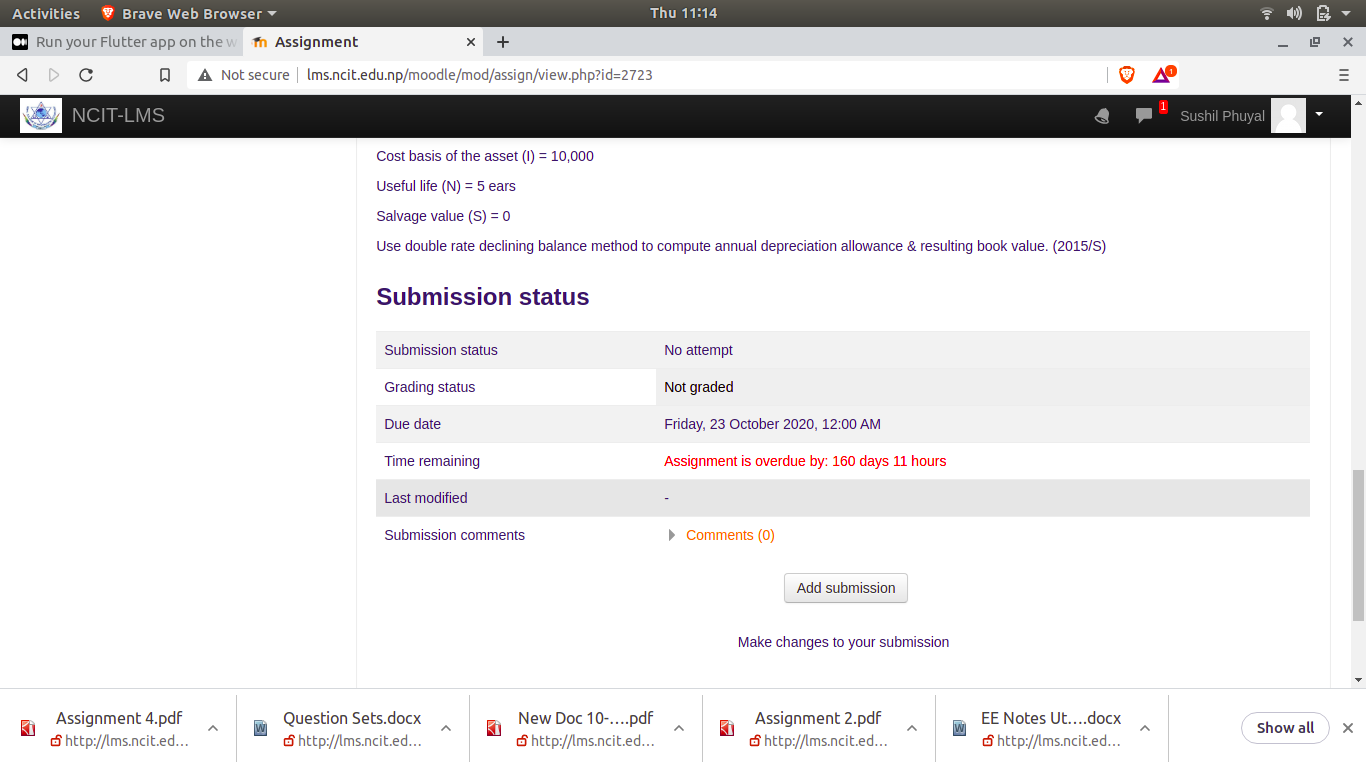 Activities Brave Web Browser Thu 11:14
Run your Flutter app on the w Assignment
Not secure lms.ncit.edu.np/moodle/mod/assign/view.php?id=2723 1
NCIT-LMS 1 Sushil Phuyal
Cost basis of the asset (I) = 10,000
Useful life (N) = 5 ears
Salvage value (S) = 0
Use double rate declining balance method to compute annual depreciation allowance & resulting book value. (2015/S)
Submission status
Submission status No attempt
Grading status Not graded
Due date Friday, 23 October 2020, 12:00 AM
Time remaining Assignment is overdue by: 160 days 11 hours
Last modified -
Submission comments Comments (0)
Add submission
Make changes to your submission
Assignment 4.pdf Question Sets.docx New Doc 10-....pdf Assignment 2.pdf EE Notes Ut....docx Show all
http://lms.ncit.ed... http://lms.ncit.ed... http://lms.ncit.ed... http://lms.ncit.ed... http://lms.ncit.ed...